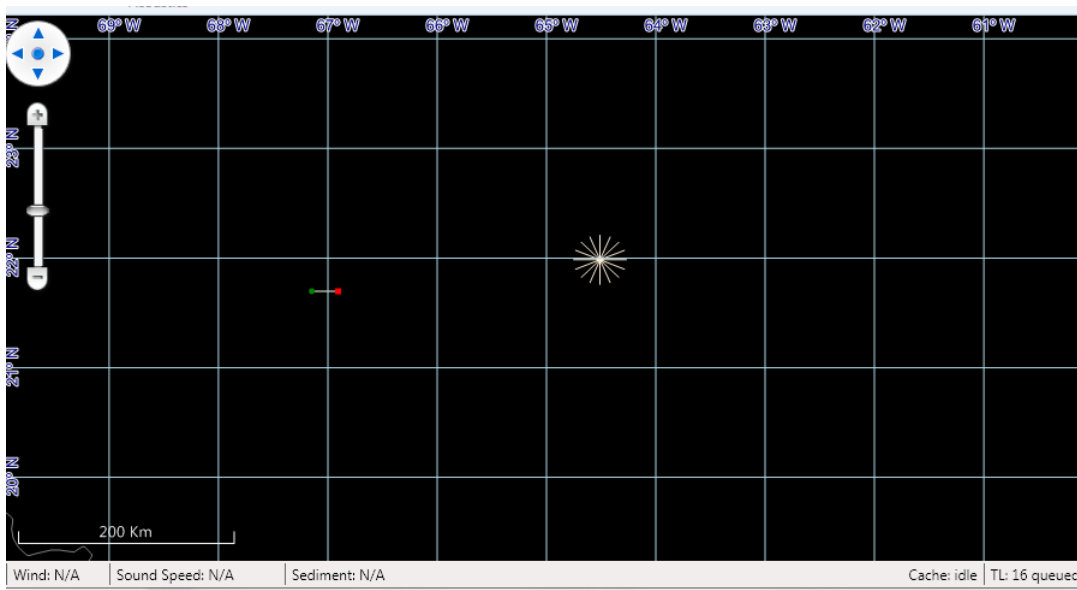 69° W 68° W 67° W 66° W 65° W 64° W 63° W 62° W 61° W
23° N
22° N
21° N
20° N
200 Km
Wind: N/A Sound Speed: N/A Sediment: N/A Cache: idle TL: 16 queued